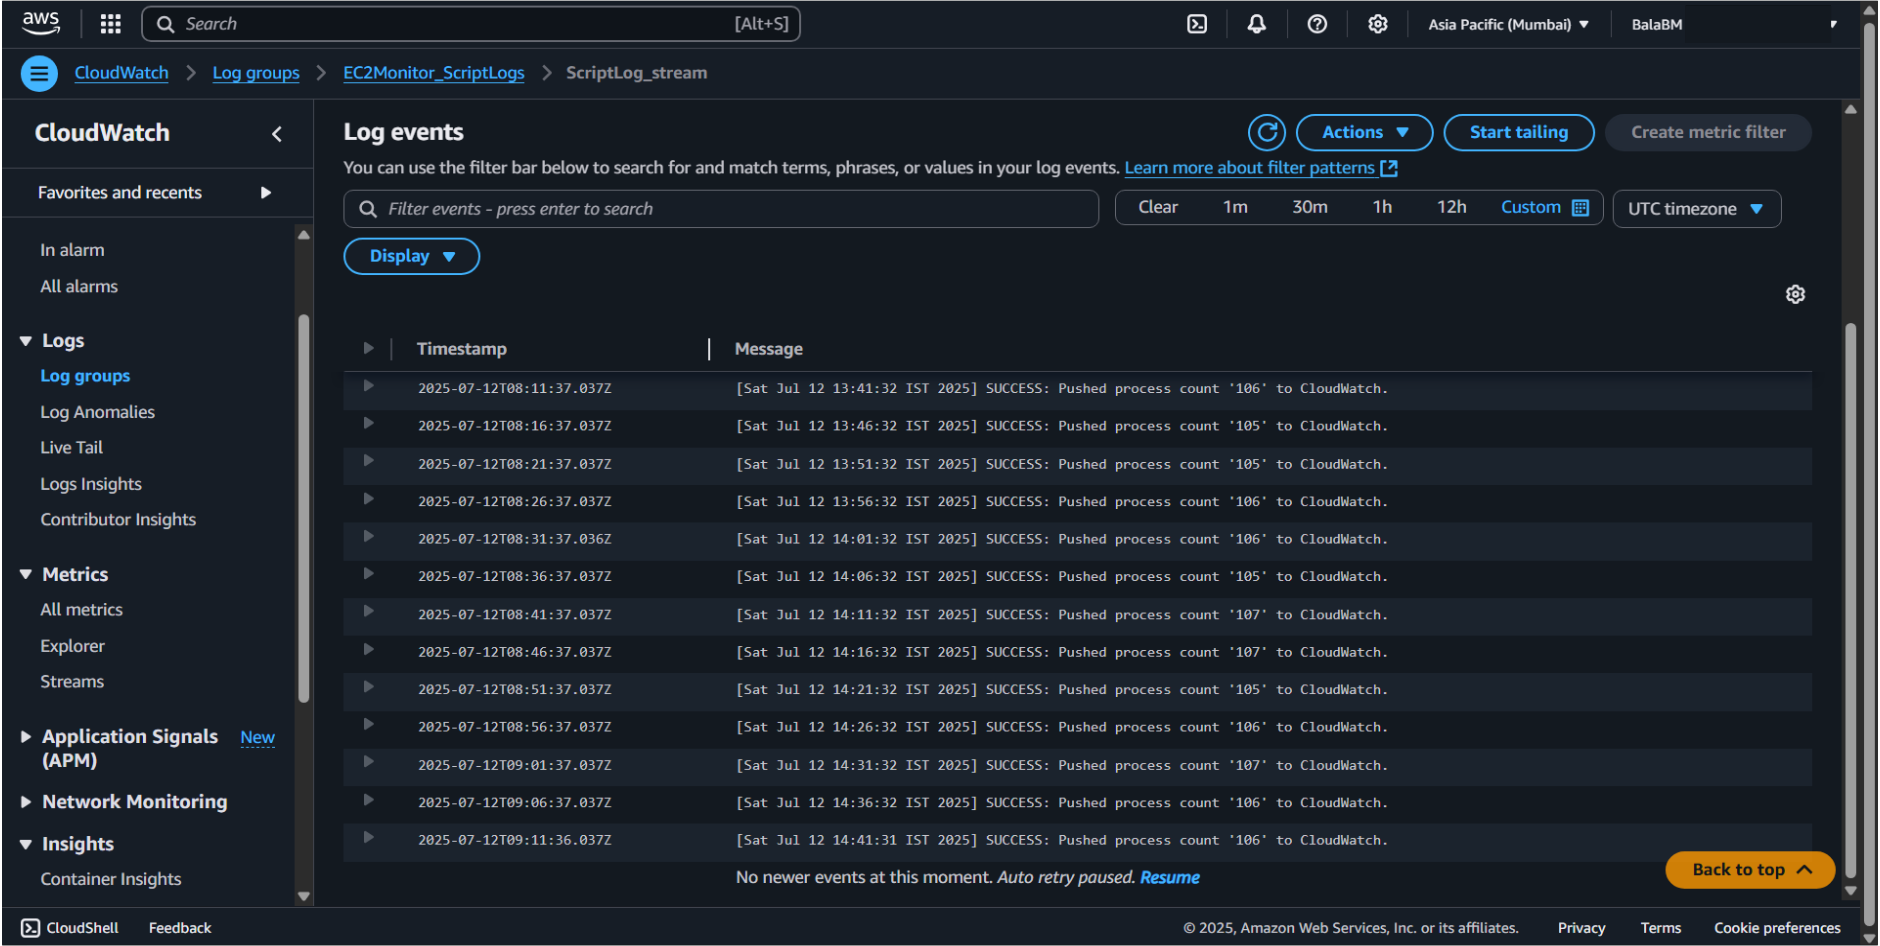 aws Search [Alt+S] Asia Pacific (Mumbai) BalaBM
CloudWatch Log groups EC2Monitor_ScriptLogs ScriptLog_stream
CloudWatch
Favorites and recents
In alarm
All alarms
Logs
Log groups
Log Anomalies
Live Tail
Logs Insights
Contributor Insights
Metrics
All metrics
Explorer
Streams
Application Signals New
(APM)
Network Monitoring
Insights
Container Insights
Log events
Actions Start tailing Create metric filter
You can use the filter bar below to search for and match terms, phrases, or values in your log events. Learn more about filter patterns
Filter events - press enter to search Clear 1m 30m 1h 12h Custom UTC timezone
Display
Timestamp Message
2025-07-12T08:11:37.037Z [Sat Jul 12 13:41:32 IST 2025] SUCCESS: Pushed process count '106' to CloudWatch.
2025-07-12T08:16:37.037Z [Sat Jul 12 13:46:32 IST 2025] SUCCESS: Pushed process count '105' to CloudWatch.
2025-07-12T08:21:37.037Z [Sat Jul 12 13:51:32 IST 2025] SUCCESS: Pushed process count '105' to CloudWatch.
2025-07-12T08:26:37.037Z [Sat Jul 12 13:56:32 IST 2025] SUCCESS: Pushed process count '106' to CloudWatch.
2025-07-12T08:31:37.036Z [Sat Jul 12 14:01:32 IST 2025] SUCCESS: Pushed process count '106' to CloudWatch.
2025-07-12T08:36:37.037Z [Sat Jul 12 14:06:32 IST 2025] SUCCESS: Pushed process count '105' to CloudWatch.
2025-07-12T08:41:37.037Z [Sat Jul 12 14:11:32 IST 2025] SUCCESS: Pushed process count '107' to CloudWatch.
2025-07-12T08:46:37.037Z [Sat Jul 12 14:16:32 IST 2025] SUCCESS: Pushed process count '107' to CloudWatch.
2025-07-12T08:51:37.037Z [Sat Jul 12 14:21:32 IST 2025] SUCCESS: Pushed process count '105' to CloudWatch.
2025-07-12T08:56:37.037Z [Sat Jul 12 14:26:32 IST 2025] SUCCESS: Pushed process count '106' to CloudWatch.
2025-07-12T09:01:37.037Z [Sat Jul 12 14:31:32 IST 2025] SUCCESS: Pushed process count '107' to CloudWatch.
2025-07-12T09:06:37.037Z [Sat Jul 12 14:36:32 IST 2025] SUCCESS: Pushed process count '106' to CloudWatch.
2025-07-12T09:11:36.037Z [Sat Jul 12 14:41:31 IST 2025] SUCCESS: Pushed process count '106' to CloudWatch.
No newer events at this moment. Auto retry paused. Resume
Back to top
CloudShell Feedback © 2025, Amazon Web Services, Inc. or its affiliates. Privacy Terms Cookie preferences